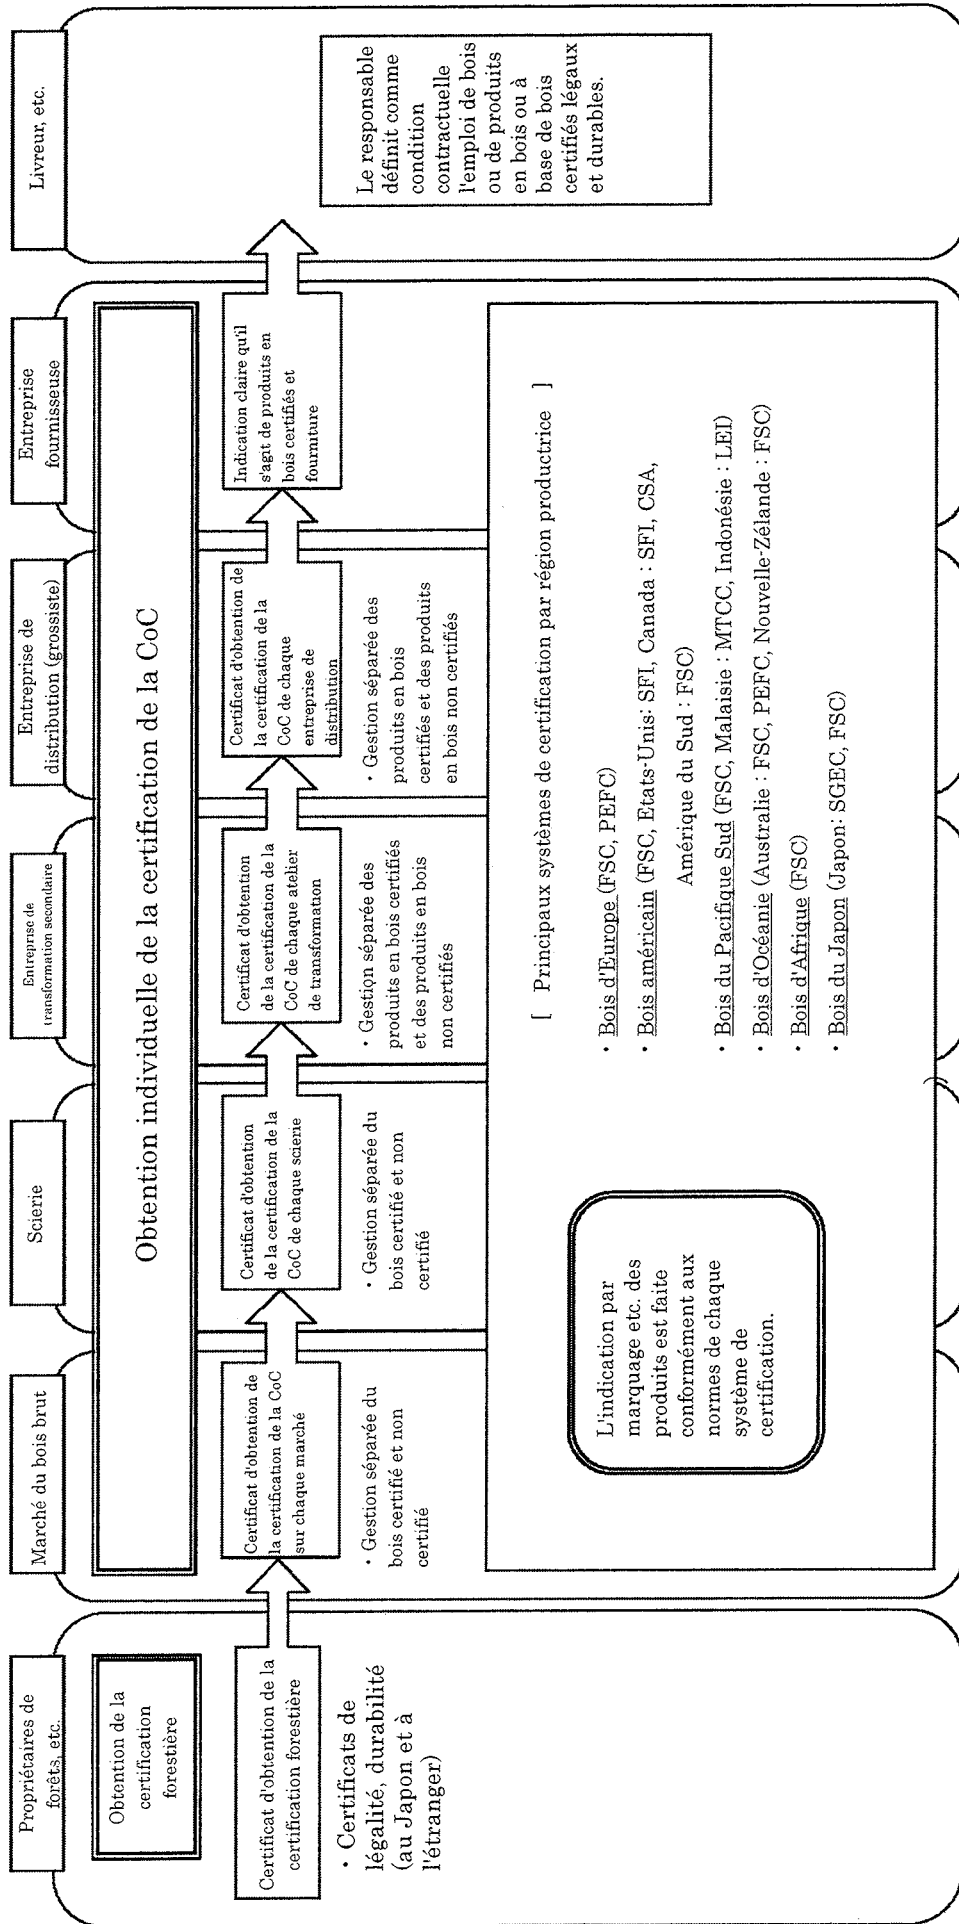 Propriétaires de
forêts, etc.
Obtention de la
certification
forestière
Certificat d'obtention de la
certification forestière
・Certificats de
légalité, durabilité
(au Japon et à
l'étranger)
Marché du bois brut
Scierie
Entreprise de
transformation secondaire
Entreprise de
distribution (grossiste)
Entreprise
fournisseuse
Livreur, etc.
Obtention individuelle de la certification de la CoC
Certificat d'obtention de
la certification de la CoC
sur chaque marché
・Gestion séparée du
bois certifié et non
certifié
Certificat d'obtention
de la certification de la
CoC de chaque scierie
・Gestion séparée du
bois certifié et non
certifié
Certificat d'obtention
de la certification de la
CoC de chaque atelier
de transformation
・Gestion séparée des
produits en bois certifiés
et des produits en bois
non certifiés
Certificat d'obtention de
la certification de la
CoC de chaque
entreprise de
distribution
・Gestion séparée des
produits en bois
certifiés et des produits
en bois non certifiés
Indication claire qu'il
s'agit de produits en
bois certifiés et
fourniture
Le responsable
définit comme
condition
contractuelle
l'emploi de bois
ou de produits
en bois ou à
base de bois
certifiés légaux
et durables.
L'indication par
marquage etc. des
produits est faite
conformément aux
normes de chaque
système de
certification.
[ Principaux systèmes de certification par région productrice ]
・Bois d'Europe (FSC, PEFC)
・Bois américain (FSC, Etats-Unis: SFI, Canada : SFI, CSA,
Amérique du Sud : FSC)
・Bois du Pacifique Sud (FSC, Malaisie : MTCC, Indonésie : LEI)
・Bois d'Océanie (Australie : FSC, PEFC, Nouvelle-Zélande : FSC)
・Bois d'Afrique (FSC)
・Bois du Japon (Japon: SGEC, FSC)